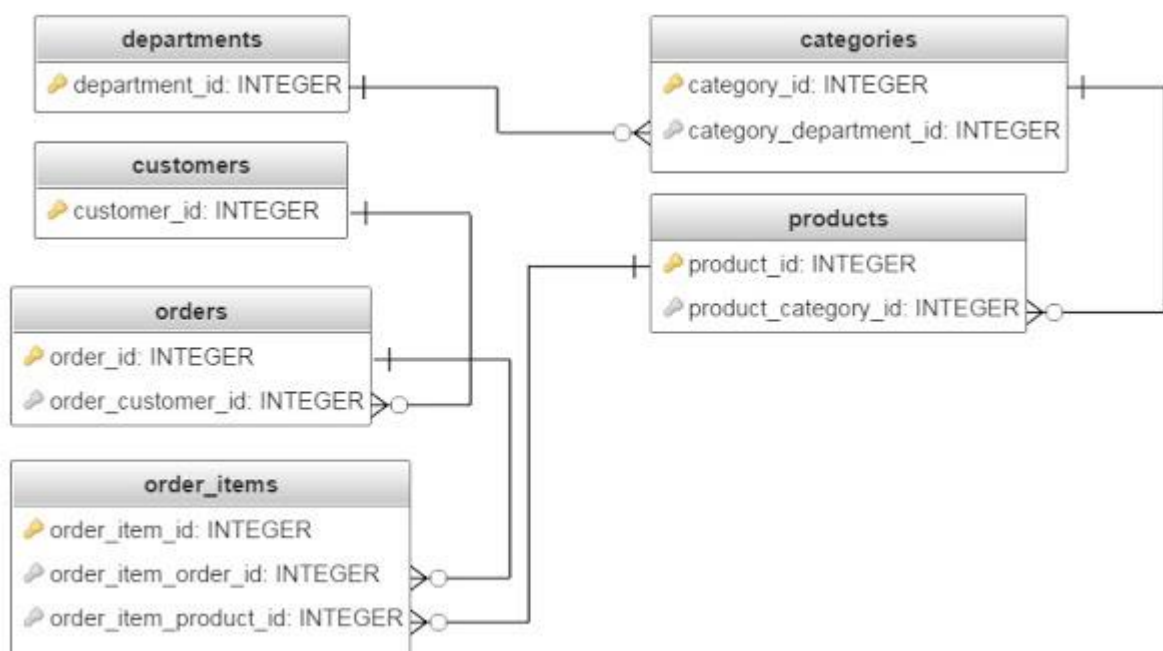 departments
department_id: INTEGER
customers
customer_id: INTEGER
orders
order_id: INTEGER
order_customer_id: INTEGER
order_items
order_item_id: INTEGER
order_item_order_id: INTEGER
order_item_product_id: INTEGER
categories
category_id: INTEGER
category_department_id: INTEGER
products
product_id: INTEGER
product_category_id: INTEGER